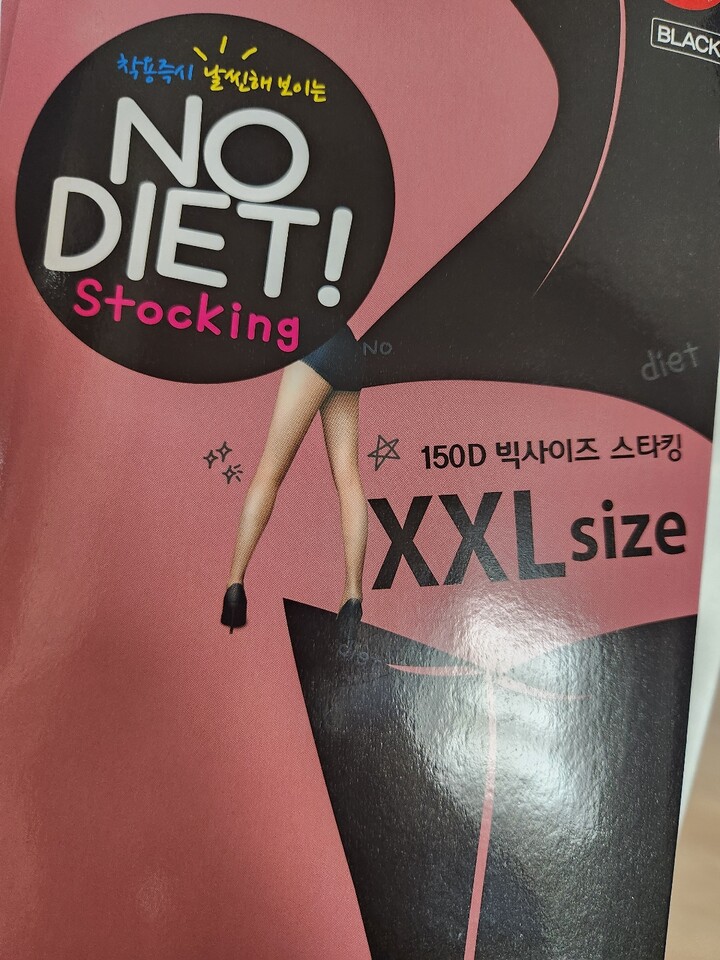 BLACK
착용즉시 날씬해 보이는
NO
DIET!
Stocking
NO
diet
150D 빅사이즈 스타킹
XXL size
diet